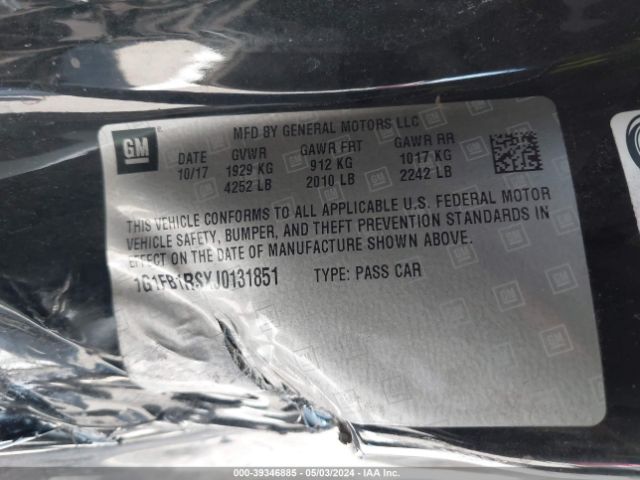 GM
MFD BY GENERAL MOTORS LLC
DATE GVWR GAWR FRT GAWR RR
10/17 1929 KG 912 KG 1017 KG
4252 LB 2010 LB 2242 LB
THIS VEHICLE CONFORMS TO ALL APPLICABLE U.S. FEDERAL MOTOR
VEHICLE SAFETY, BUMPER, AND THEFT PREVENTION STANDARDS IN
EFFECT ON THE DATE OF MANUFACTURE SHOWN ABOVE.
1G1FB1RSXJ0131851 TYPE: PASS CAR
000-39346885 - 05/03/2024 - IAA Inc.